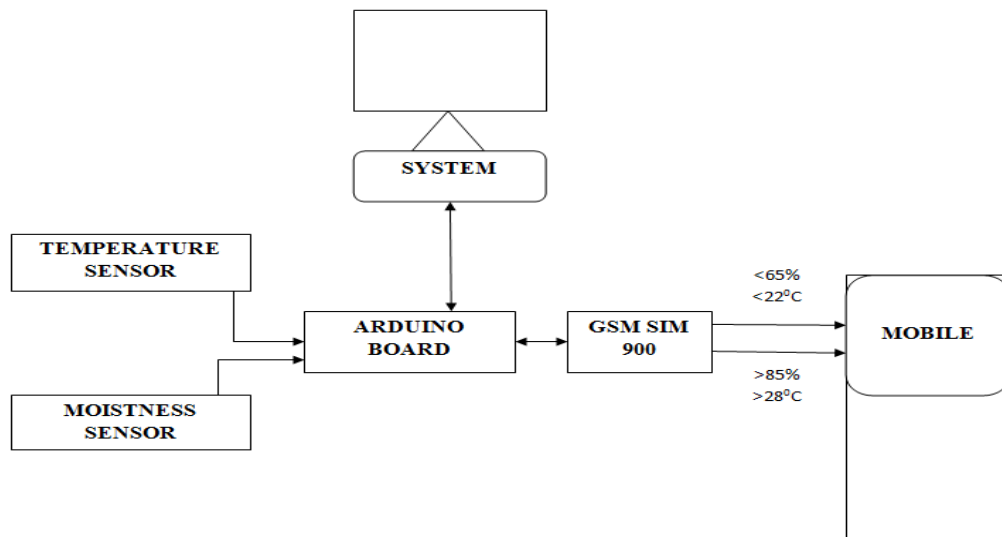 SYSTEM
TEMPERATURE
SENSOR
<65%
<22⁰C
ARDUINO
BOARD
GSM SIM
900
MOBILE
>85%
>28⁰C
MOISTNESS
SENSOR